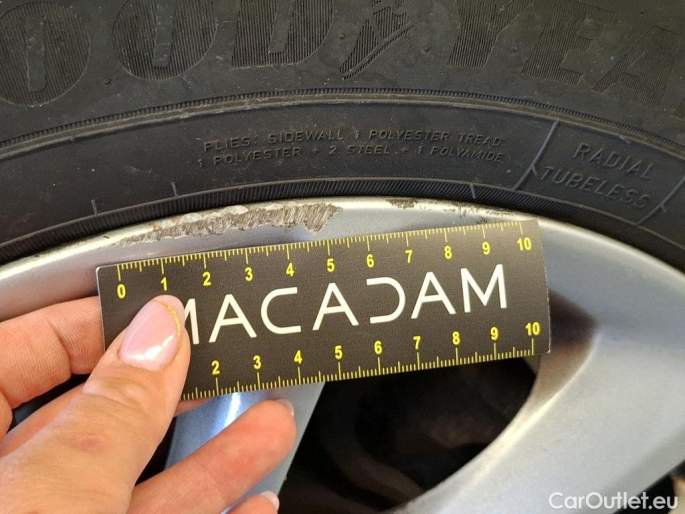 GOODYEAR
PLIES: SIDEWALL 1 POLYESTER TREAD:
1 POLYESTER + 2 STEEL + 1 POLYAMIDE
RADIAL
TUBELESS
0 1 2 3 4 5 6 7 8 9 10
MACADAM
2 3 4 5 6 7 8 9 10
CarOutlet.eu